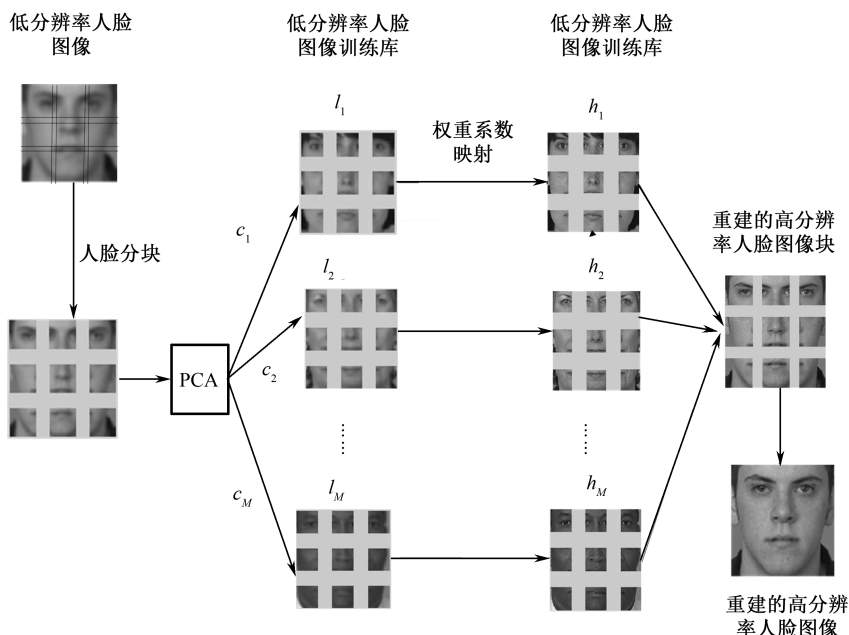 低分辨率人脸
图像
低分辨率人脸
图像训练库
低分辨率人脸
图像训练库
l1
权重系数
映射
h1
c1
重建的高分辨
率人脸图像块
人脸分块
l2
h2
PCA
c2
……
……
cM
lM
hM
重建的高分辨
率人脸图像